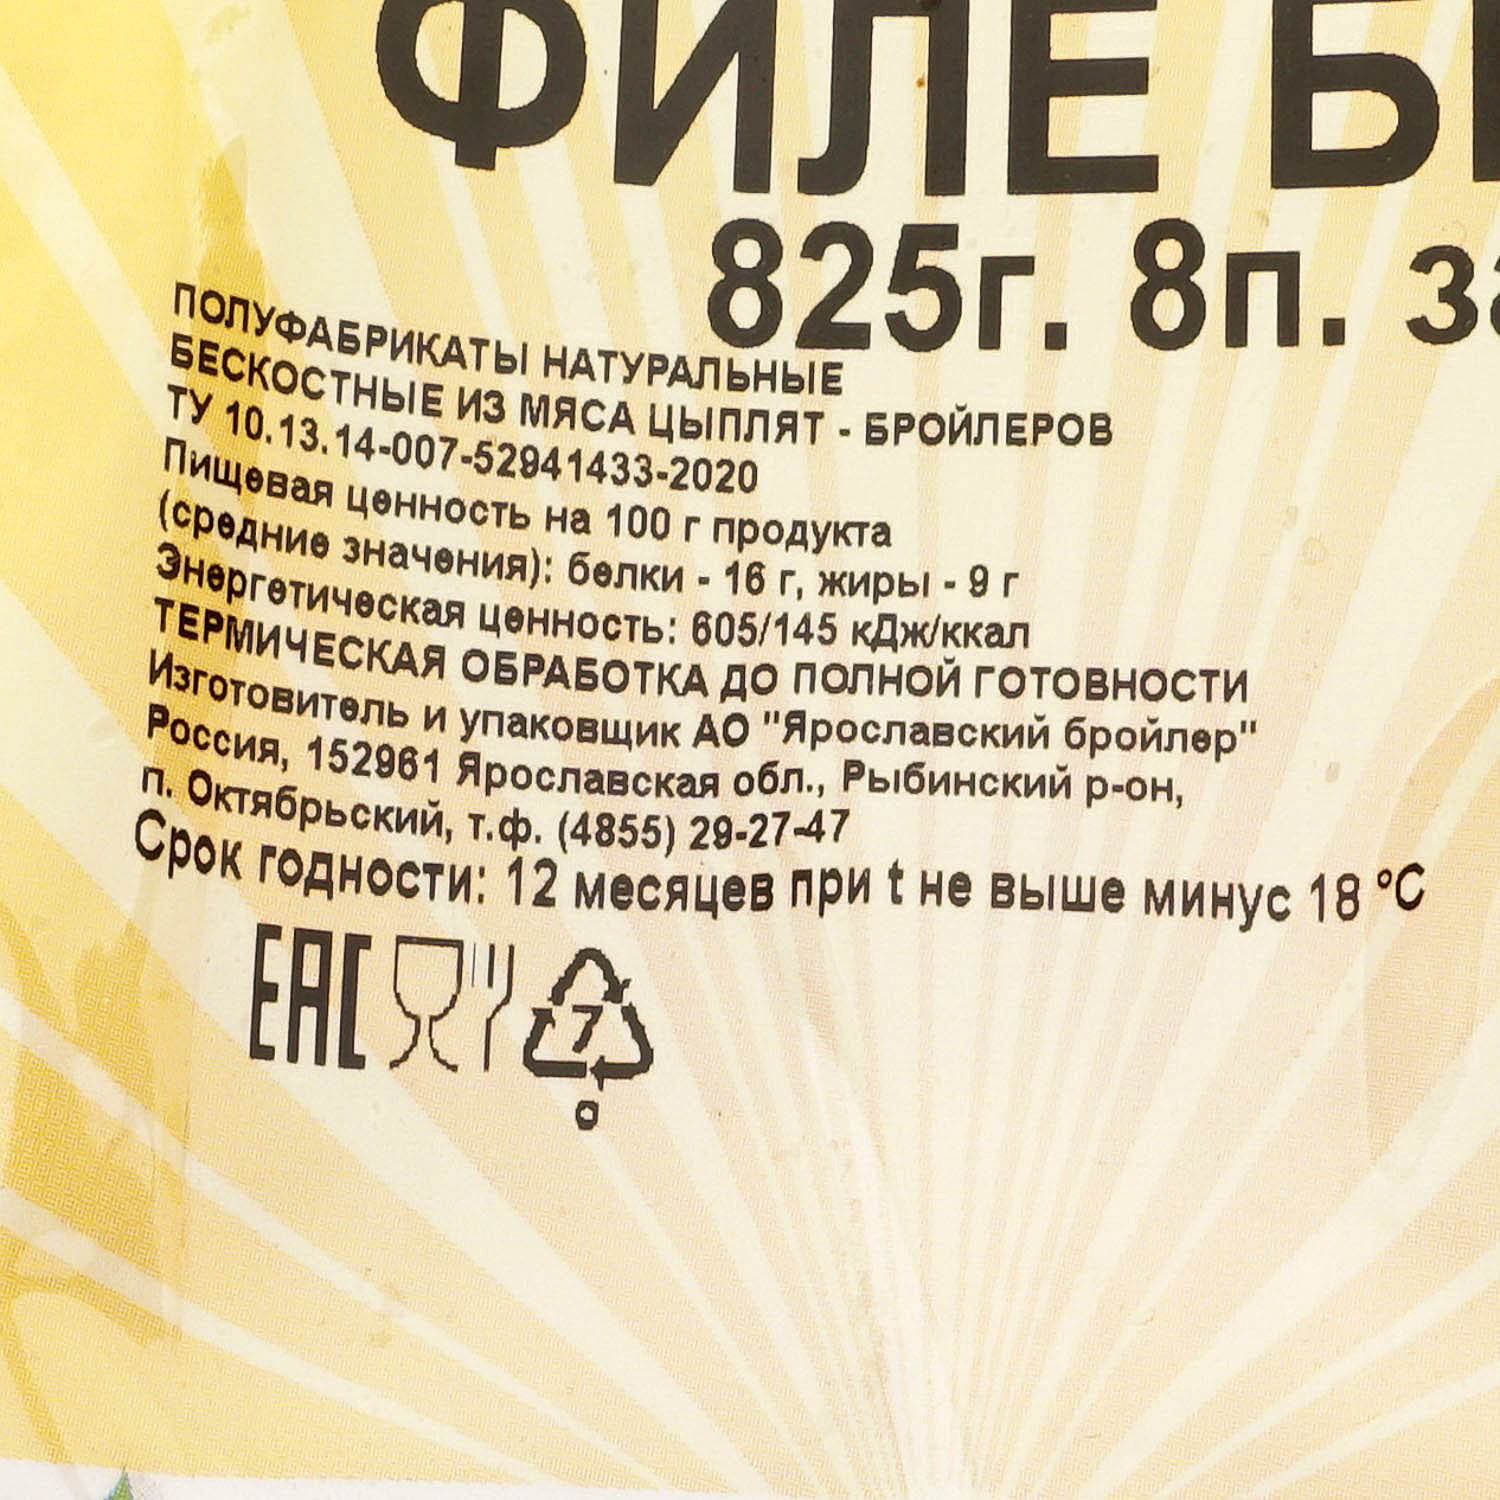 ФИЛЕ
825г. 8п.
ПОЛУФАБРИКАТЫ НАТУРАЛЬНЫЕ
БЕСКОСТНЫЕ ИЗ МЯСА ЦЫПЛЯТ - БРОЙЛЕРОВ
ТУ 10.13.14-007-52941433-2020
Пищевая ценность на 100 г продукта
(средние значения): белки - 16 г, жиры - 9 г
Энергетическая ценность: 605/145 кДж/ккал
ТЕРМИЧЕСКАЯ ОБРАБОТКА ДО ПОЛНОЙ ГОТОВНОСТИ
Изготовитель и упаковщик АО "Ярославский бройлер"
Россия, 152961 Ярославская обл., Рыбинский р-он,
п. Октябрьский, т.ф. (4855) 29-27-47
Срок годности: 12 месяцев при t не выше минус 18 °С
ЕАС 7